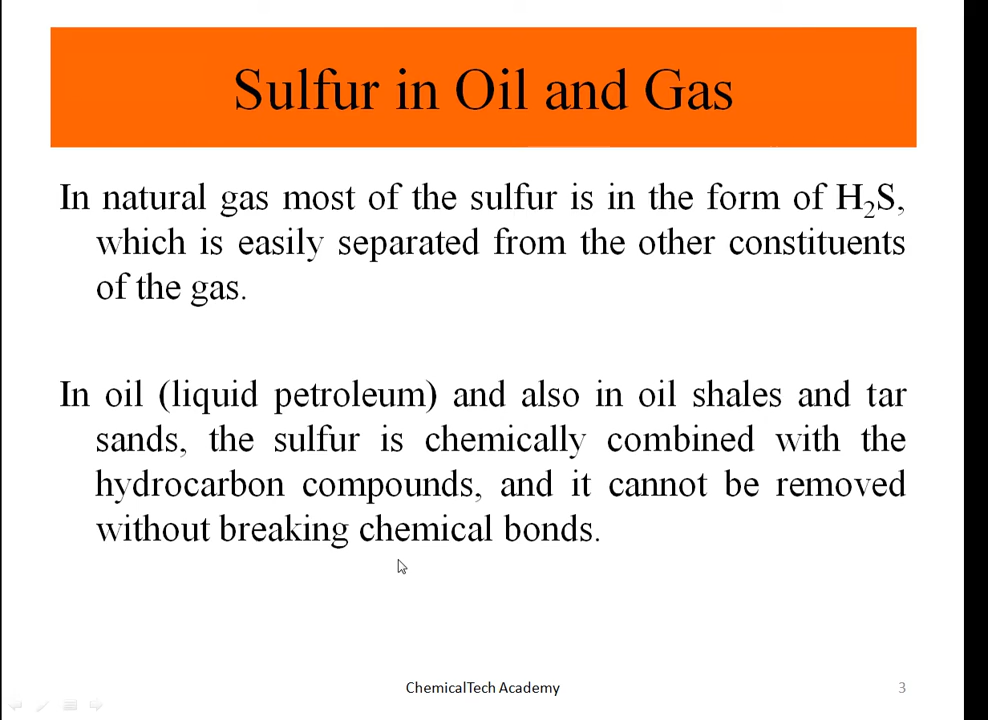 Sulfur in Oil and Gas
In natural gas most of the sulfur is in the form of H₂S,
which is easily separated from the other constituents
of the gas.
In oil (liquid petroleum) and also in oil shales and tar
sands, the sulfur is chemically combined with the
hydrocarbon compounds, and it cannot be removed
without breaking chemical bonds.
ChemicalTech Academy
3